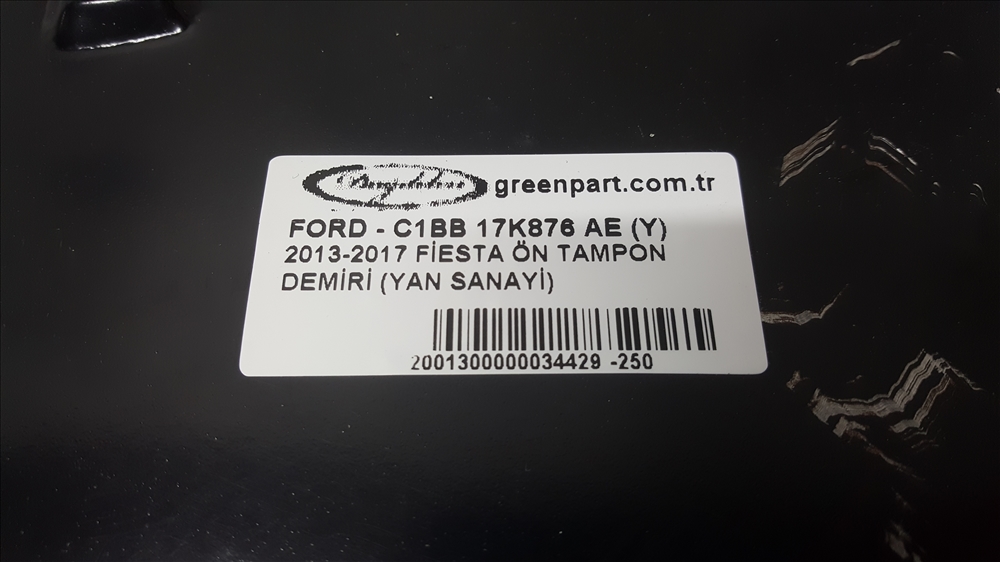 greenpart.com.tr
FORD - C1BB 17K876 AE (Y)
2013-2017 FİESTA ÖN TAMPON
DEMİRİ (YAN SANAYİ)
2001300000034429 -250